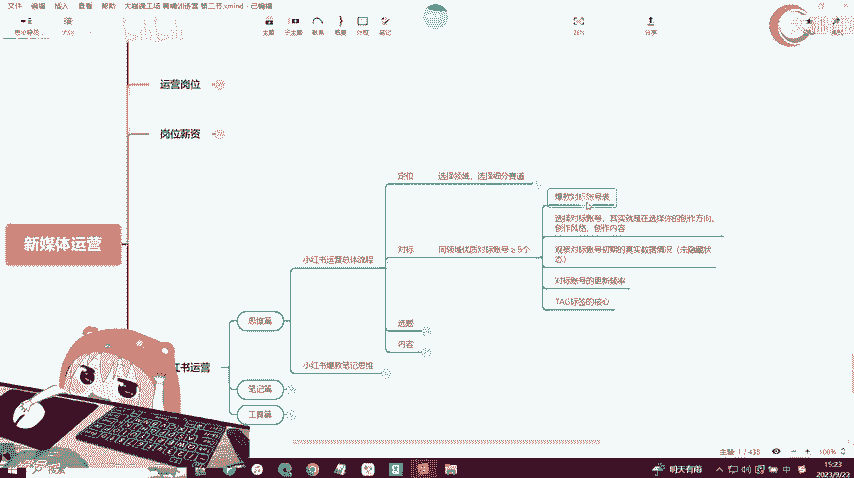 文件 编辑 插入 查看 帮助 大眼课工场 剪辑训练营 第二节.xmind - 已编辑
主题 子主题 联系 概要 外框 笔记
26%
分享
运营岗位
岗位薪资
新媒体运营
红书运营
思维篇
笔记篇
工具篇
小红书运营总体流程
小红书爆款笔记思维
定位 选择领域,选择细分赛道
对标 同领域优质对标账号 ≥ 5个
选题
内容
爆款对标账号表
选择对标账号,其实就是在选择你的创作方向、
创作风格、创作内容
观察对标账号初期的真实数据情况(未隐藏状
态)
对标账号的更新频率
TAG标签的核心
主题 1 / 438 100%
搜索
明天有雨
中
15:23
2023/9/22